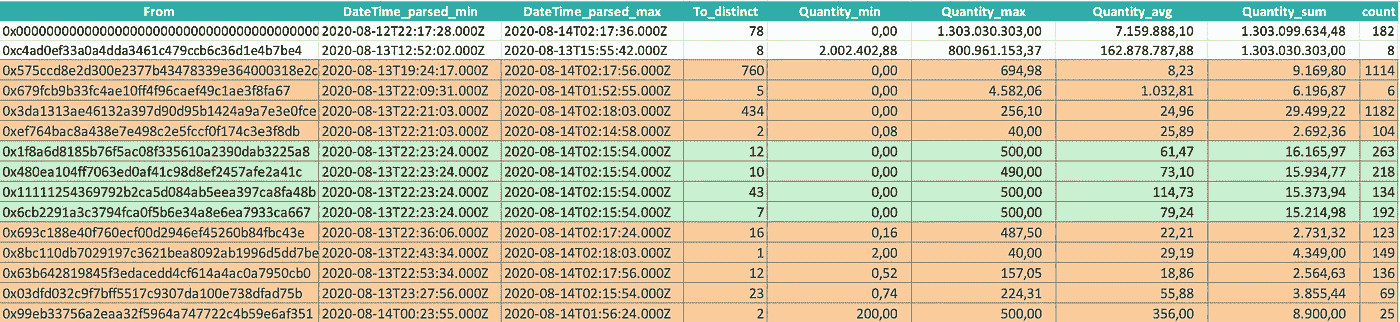 From DateTime_parsed_min DateTime_parsed_max To_distinct Quantity_min Quantity_max Quantity_avg Quantity_sum count
0x00000000000000000000000000000000000000 2020-08-12T22:17:28.000Z 2020-08-14T02:17:36.000Z 78 0,00 1.303.030.303,00 7.159.888,10 1.303.099.634,48 182
0xc4ad0ef33a0a4dda3461c479ccb6c36d1e4b7be4 2020-08-13T12:52:02.000Z 2020-08-13T15:55:42.000Z 8 2.002.402,88 800.961.153,37 162.878.787,88 1.303.030.303,00 8
0x575ccd8e2d300e2377b43478339e364000318e2c 2020-08-13T19:24:17.000Z 2020-08-14T02:17:56.000Z 760 0,00 694,98 8,23 9.169,80 1114
0x679fcb9b33fc4ae10ff4f96caef49c1ae3f8fa67 2020-08-13T22:09:31.000Z 2020-08-14T01:52:55.000Z 5 0,00 4.582,06 1.032,81 6.196,87 6
0x3da1313ae46132a397d90d95b1424a9a7e3e0fce 2020-08-13T22:21:03.000Z 2020-08-14T02:18:03.000Z 434 0,00 256,10 24,96 29.499,22 1182
0xef764bac8a438e7e498c2e5fccf0f174c3e3f8db 2020-08-13T22:21:03.000Z 2020-08-14T02:14:58.000Z 2 0,08 40,00 25,89 2.692,36 104
0x1f8a6d8185b76f5ac08f335610a2390dab3225a8 2020-08-13T22:23:24.000Z 2020-08-14T02:15:54.000Z 12 0,00 500,00 61,47 16.165,97 263
0x480ea104ff7063ed0af41c98d8ef2457afe2a41c 2020-08-13T22:23:24.000Z 2020-08-14T02:15:54.000Z 10 0,00 490,00 73,10 15.934,77 218
0x11111254369792b2ca5d084ab5eea397ca8fa48b 2020-08-13T22:23:24.000Z 2020-08-14T02:15:54.000Z 43 0,00 500,00 114,73 15.373,94 134
0x6cb2291a3c3794fca0f5b6e34a8e6ea7933ca667 2020-08-13T22:23:24.000Z 2020-08-14T02:15:54.000Z 7 0,00 500,00 79,24 15.214,98 192
0x693c188e40f760ecf00d2946ef45260b84fbc43e 2020-08-13T22:36:06.000Z 2020-08-14T02:17:24.000Z 16 0,16 487,50 22,21 2.731,32 123
0x8bc110db7029197c3621bea8092ab1996d5dd7be 2020-08-13T22:43:34.000Z 2020-08-14T02:18:03.000Z 1 2,00 40,00 29,19 4.349,00 149
0x63b642819845f3edacedd4cf614a4ac0a7950cb0 2020-08-13T22:53:34.000Z 2020-08-14T02:17:56.000Z 12 0,52 157,05 18,86 2.564,63 136
0x03dfd032c9f7bff5517c9307da100e738dfad75b 2020-08-13T23:27:56.000Z 2020-08-14T02:15:54.000Z 23 0,74 224,31 55,88 3.855,44 69
0x99eb33756a2eaa32f5964a747722c4b59e6af351 2020-08-14T00:23:55.000Z 2020-08-14T01:56:24.000Z 2 200,00 500,00 356,00 8.900,00 25